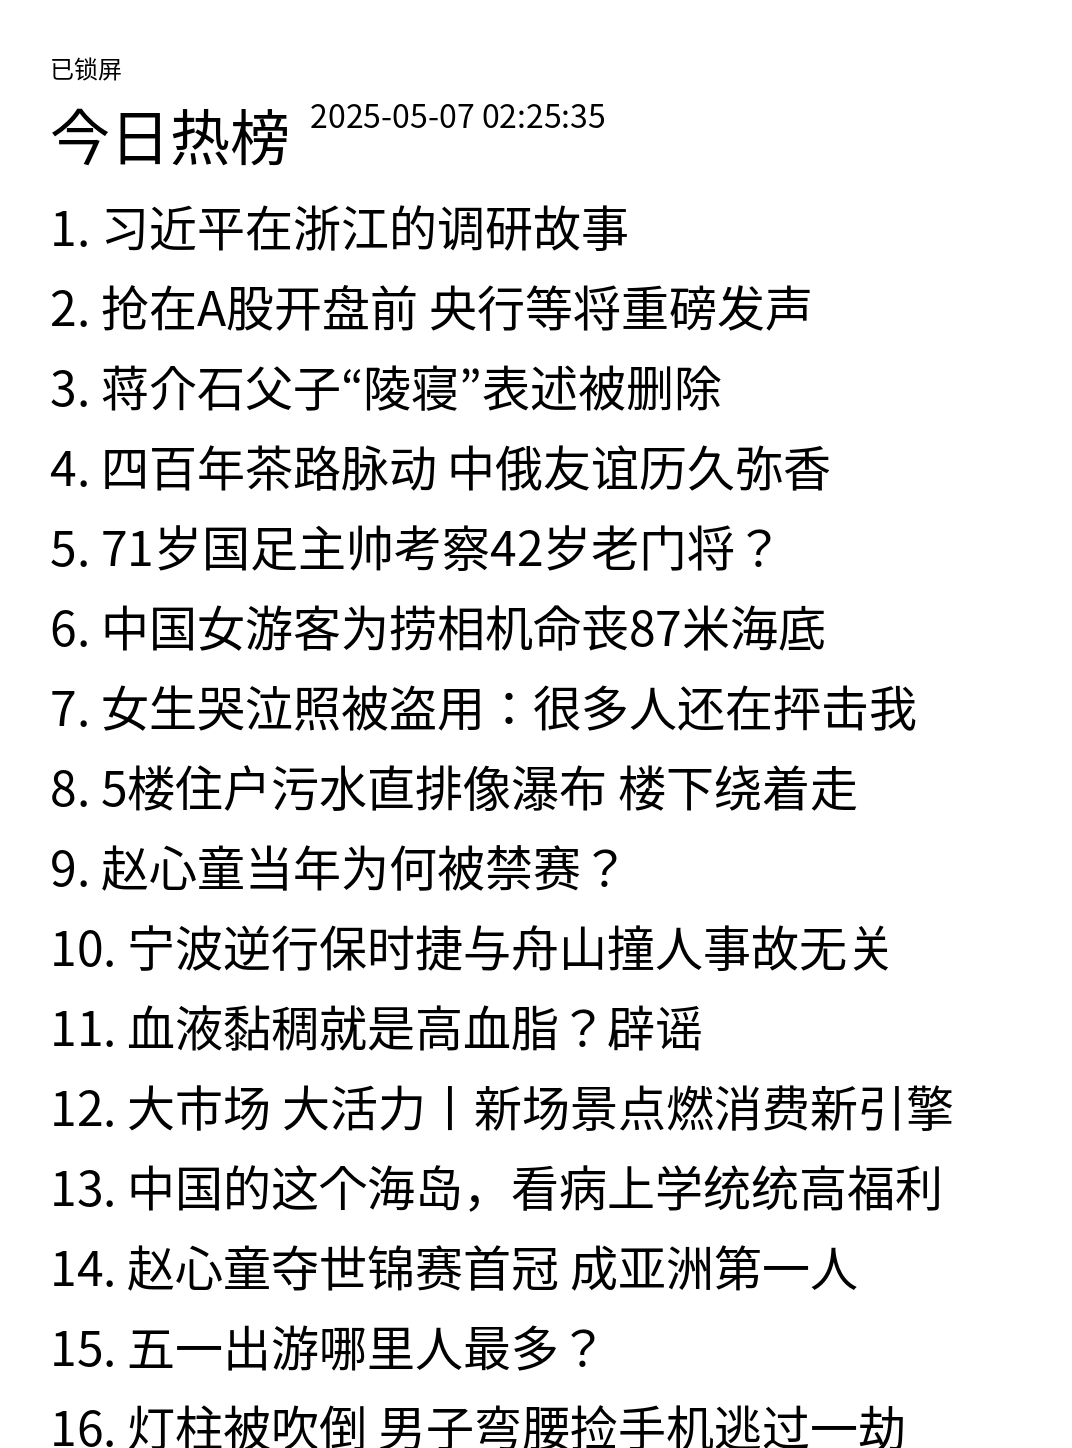 已锁屏
今日热榜 2025-05-07 02:25:35
1. 习近平在浙江的调研故事
2. 抢在A股开盘前 央行等将重磅发声
3. 蒋介石父子“陵寝”表述被删除
4. 四百年茶路脉动 中俄友谊历久弥香
5. 71岁国足主帅考察42岁老门将？
6. 中国女游客为捞相机命丧87米海底
7. 女生哭泣照被盗用：很多人还在抨击我
8. 5楼住户污水直排像瀑布 楼下绕着走
9. 赵心童当年为何被禁赛？
10. 宁波逆行保时捷与舟山撞人事故无关
11. 血液黏稠就是高血脂？辟谣
12. 大市场 大活力丨新场景点燃消费新引擎
13. 中国的这个海岛，看病上学统统高福利
14. 赵心童夺世锦赛首冠 成亚洲第一人
15. 五一出游哪里人最多？
16. 灯柱被吹倒 男子弯腰捡手机逃过一劫